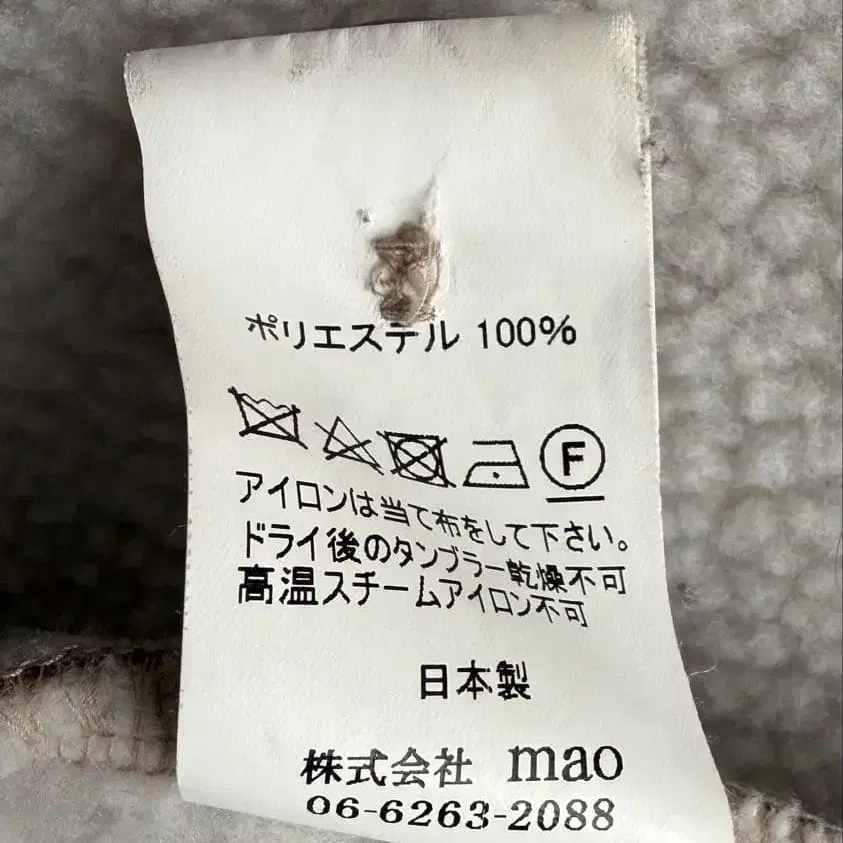 ポリエステル 100%
F
アイロンは当て布をして下さい。
ドライ後のタンブラー乾燥不可
高温スチームアイロン不可
日本製
株式会社 mao
06-6263-2088